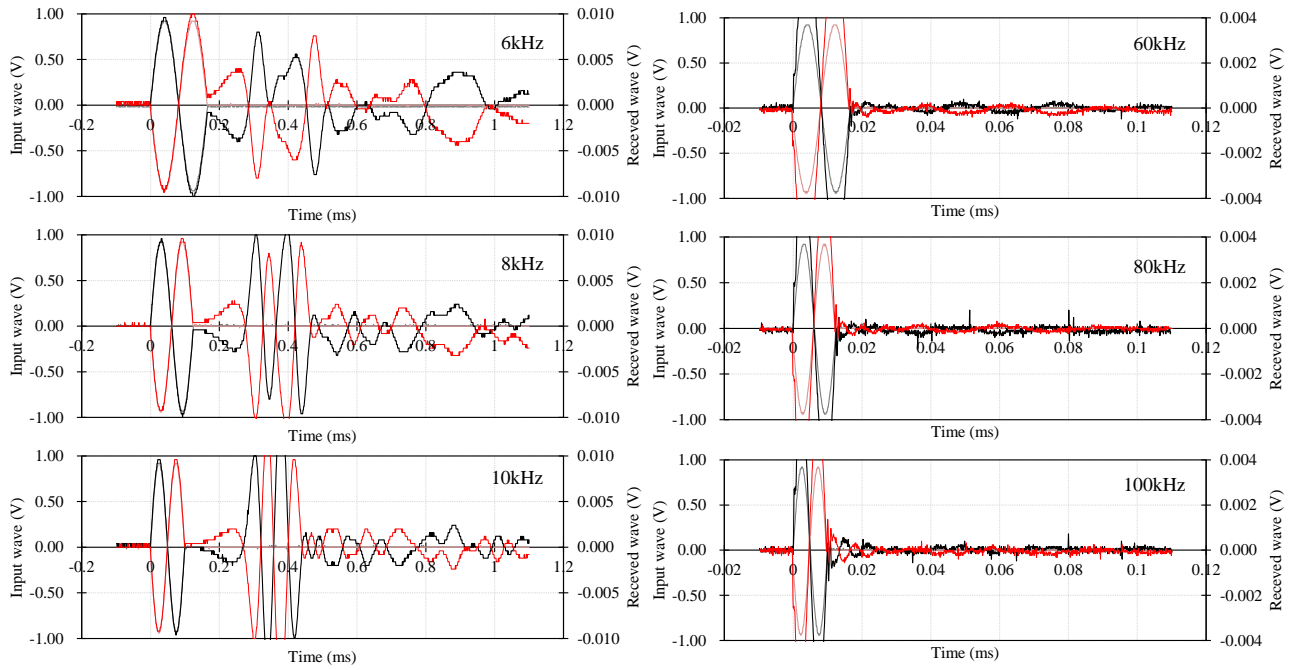 1.00 0.010
6kHz
0.50 0.005
0.00 0.000
-0.2 0 0.2 0.4 0.6 0.8 1 1.2
-0.50 -0.005
-1.00 -0.010
Input wave (V)
Receved wave (V)
Time (ms)
1.00 0.010
8kHz
0.50 0.005
0.00 0.000
-0.2 0 0.2 0.4 0.6 0.8 1 1.2
-0.50 -0.005
-1.00 -0.010
Input wave (V)
Receved wave (V)
Time (ms)
1.00 0.010
10kHz
0.50 0.005
0.00 0.000
-0.2 0 0.2 0.4 0.6 0.8 1 1.2
-0.50 -0.005
-1.00 -0.010
Input wave (V)
Receved wave (V)
Time (ms)
1.00 0.004
60kHz
0.50 0.002
0.00 0.000
-0.02 0 0.02 0.04 0.06 0.08 0.1 0.12
-0.50 -0.002
-1.00 -0.004
Input wave (V)
Receved wave (V)
Time (ms)
1.00 0.004
80kHz
0.50 0.002
0.00 0.000
-0.02 0 0.02 0.04 0.06 0.08 0.1 0.12
-0.50 -0.002
-1.00 -0.004
Input wave (V)
Receved wave (V)
Time (ms)
1.00 0.004
100kHz
0.50 0.002
0.00 0.000
-0.02 0 0.02 0.04 0.06 0.08 0.1 0.12
-0.50 -0.002
-1.00 -0.004
Input wave (V)
Receved wave (V)
Time (ms)